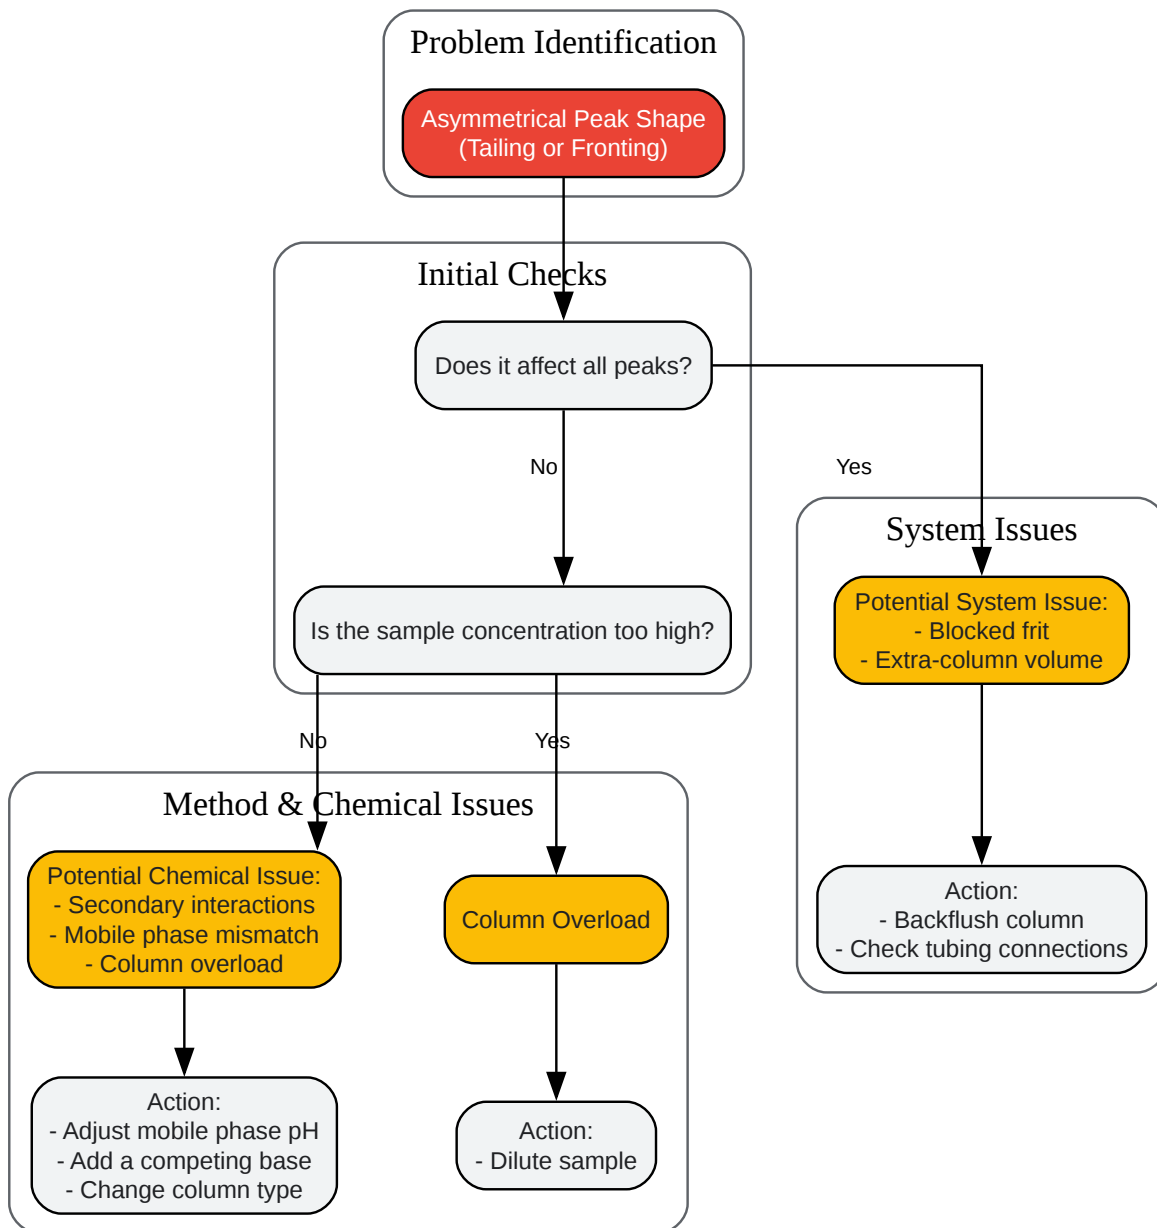 Problem Identification
Asymmetrical Peak Shape
(Tailing or Fronting)
Initial Checks
Does it affect all peaks?
No
Yes
Is the sample concentration too high?
System Issues
Potential System Issue:
- Blocked frit
- Extra-column volume
Action:
- Backflush column
- Check tubing connections
No
Yes
Method & Chemical Issues
Potential Chemical Issue:
- Secondary interactions
- Mobile phase mismatch
- Column overload
Column Overload
Action:
- Adjust mobile phase pH
- Add a competing base
- Change column type
Action:
- Dilute sample